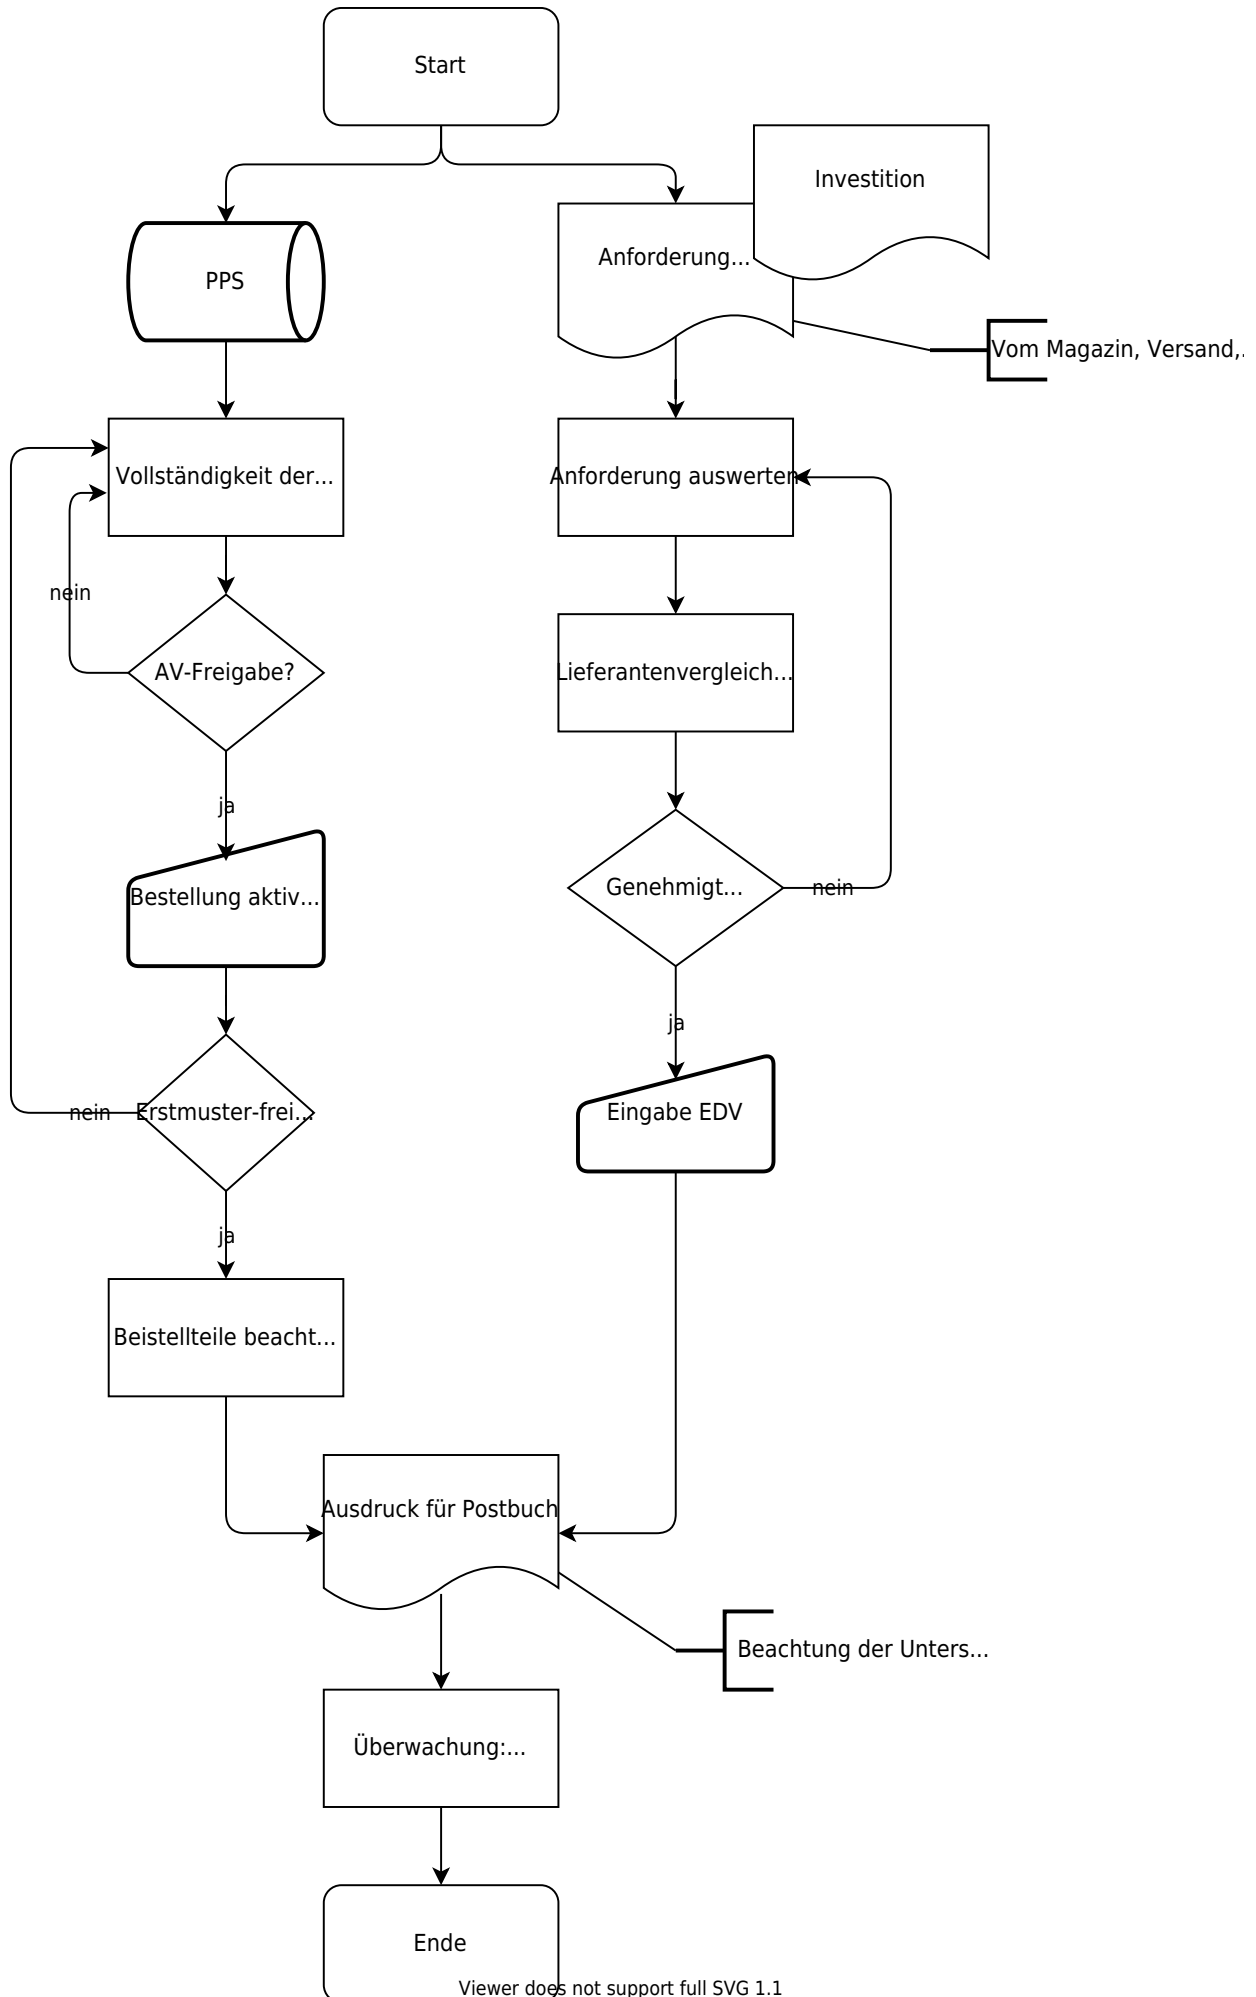 Start
Investition
Anforderung...
PPS
Vom Magazin, Versand,..
Vollständigkeit der...
Anforderung auswerten
nein
AV-Freigabe?
Lieferantenvergleich...
ja
Bestellung aktiv...
Genehmigt...
nein
ja
nein
Erstmuster-frei...
Eingabe EDV
ja
Beistellteile beacht...
Ausdruck für Postbuch
Beachtung der Unters...
Überwachung:...
Ende
Viewer does not support full SVG 1.1